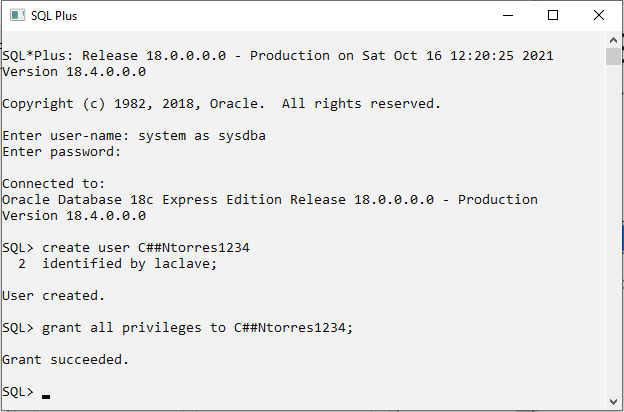 SQL Plus
SQL*Plus: Release 18.0.0.0.0 - Production on Sat Oct 16 12:20:25 2021
Version 18.4.0.0.0
Copyright (c) 1982, 2018, Oracle.  All rights reserved.
Enter user-name: system as sysdba
Enter password:
Connected to:
Oracle Database 18c Express Edition Release 18.0.0.0.0 - Production
Version 18.4.0.0.0
SQL> create user C##Ntorres1234
  2  identified by laclave;
User created.
SQL> grant all privileges to C##Ntorres1234;
Grant succeeded.
SQL>